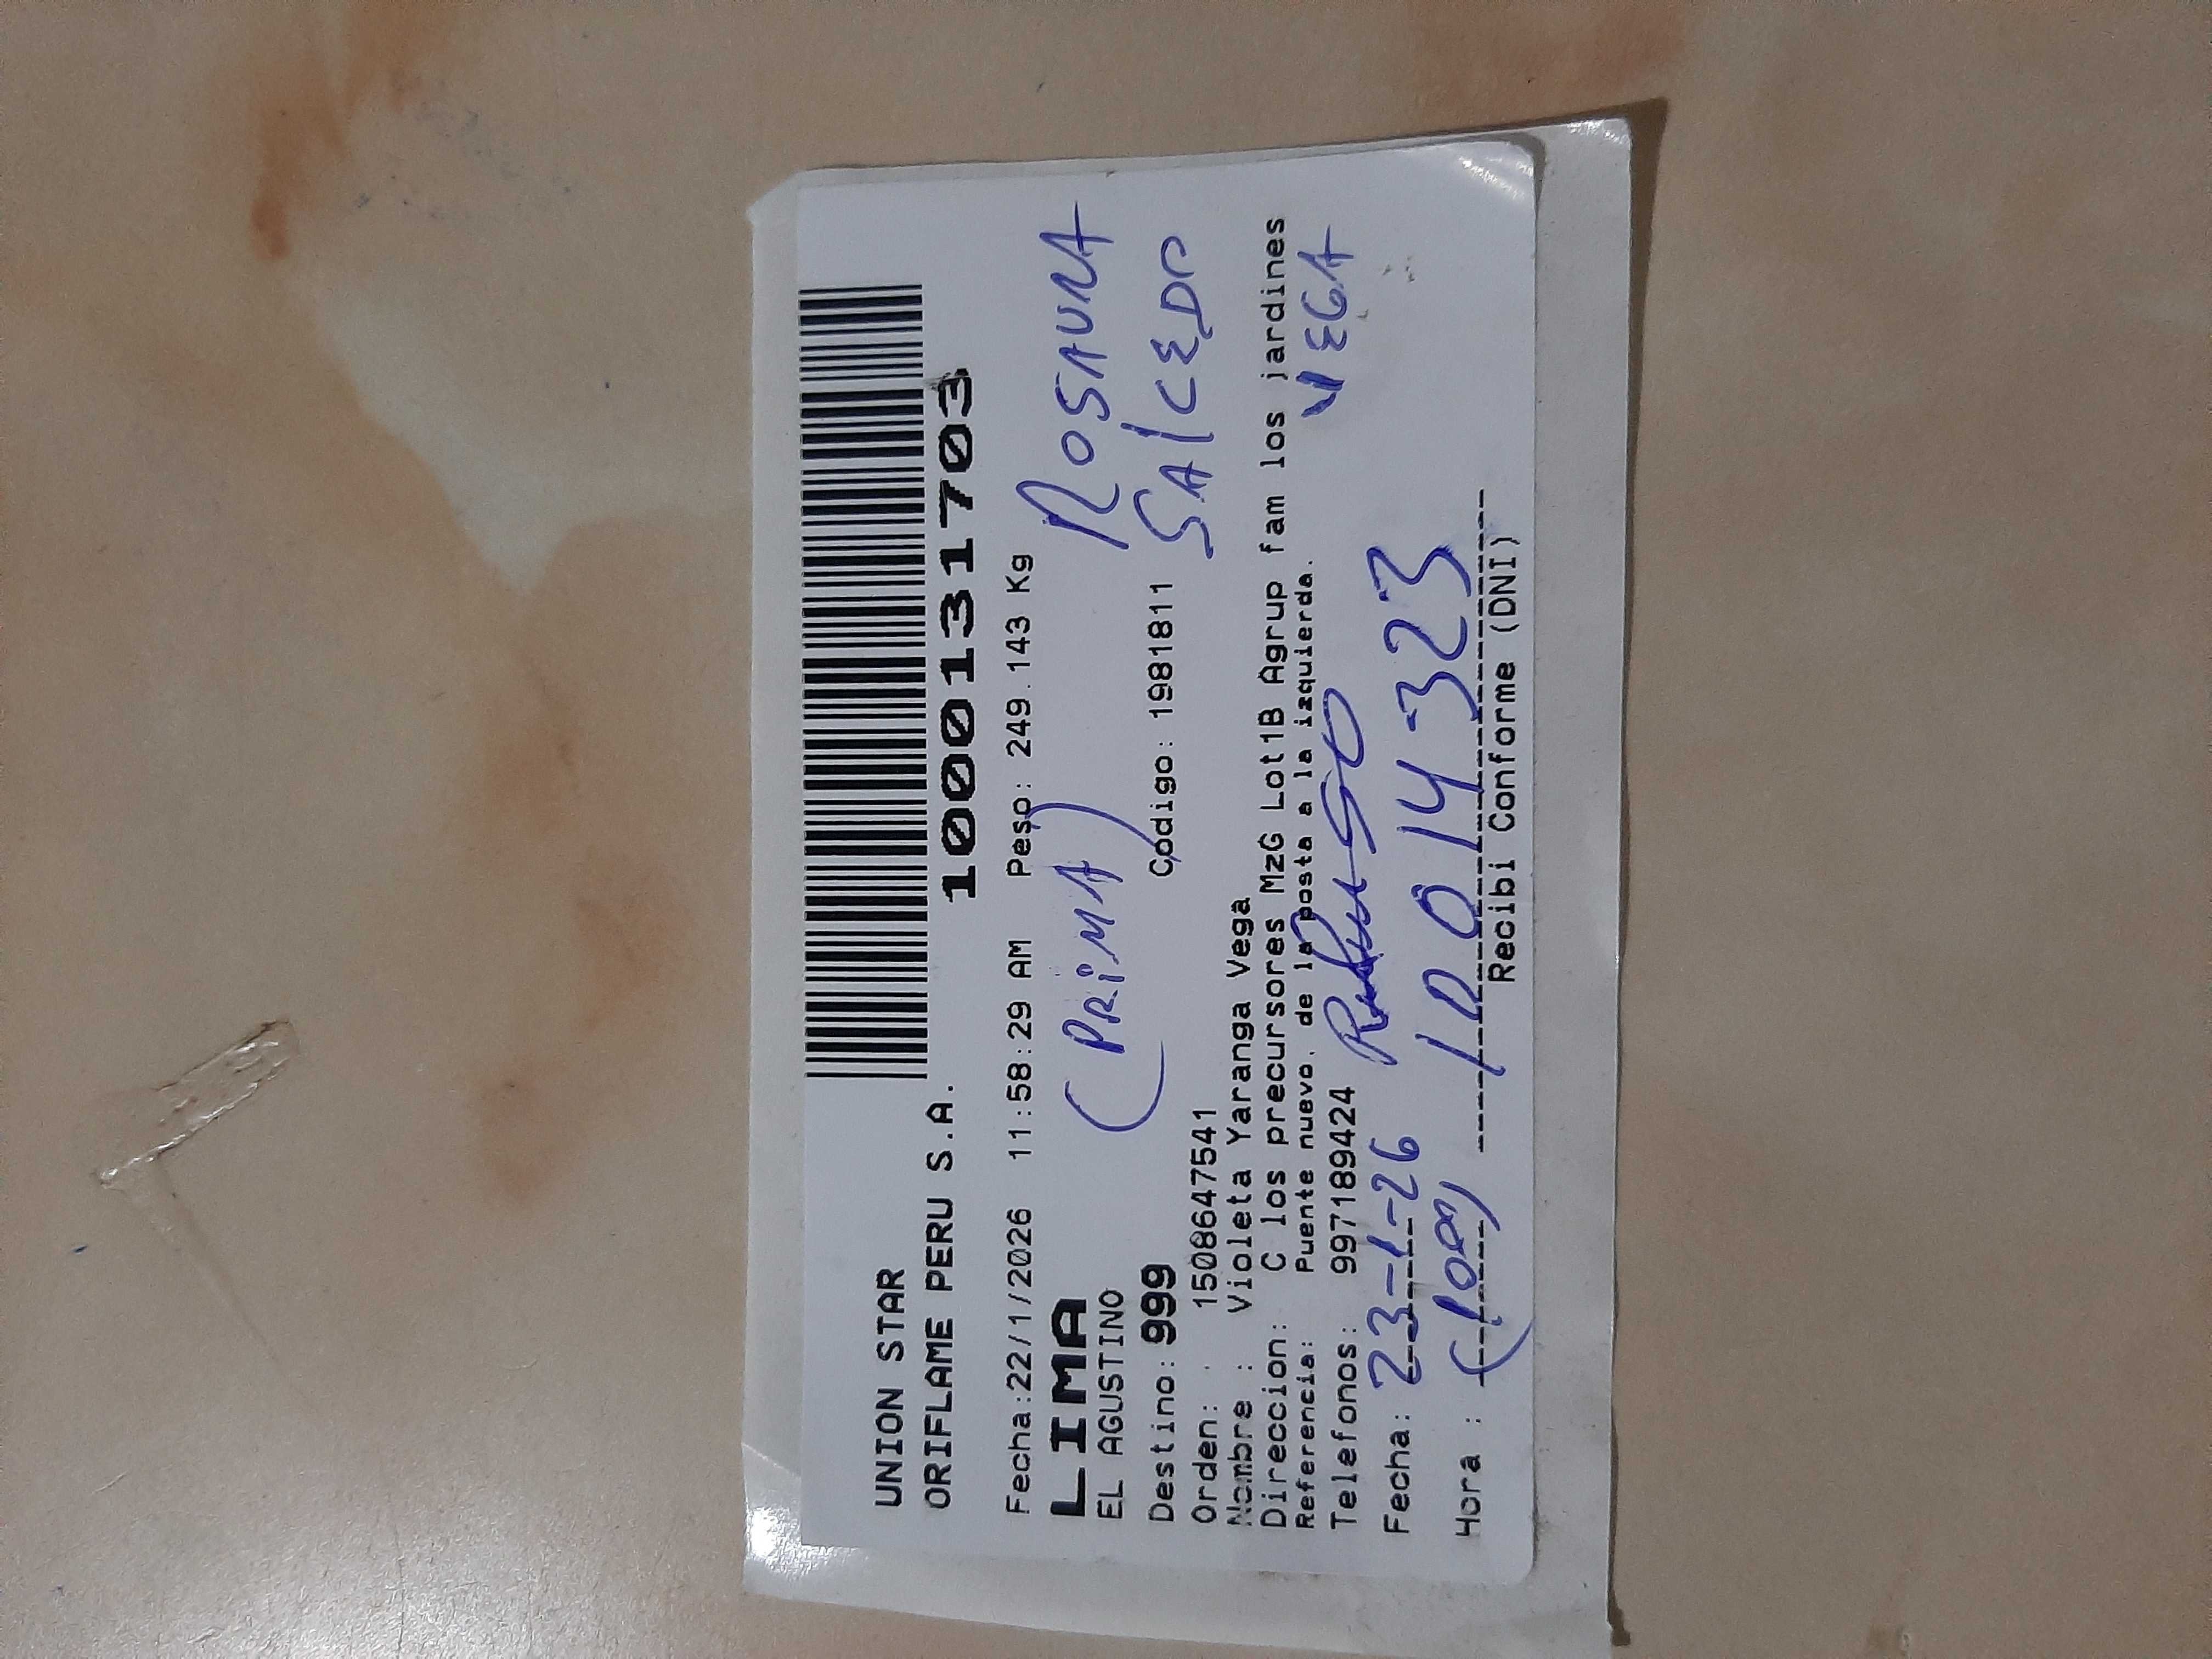 UNION STAR
ORIFLAME PERU S.A.
1000131703
Fecha:22/1/2026 11:58:29 AM Peso: 249.143 Kg
LIMA
EL AGUSTINO
(PRIMA) ROSAURA
SALCEDO
VEGA
Destino: 999 Codigo: 1981811
Orden: : 1508647541
Nombre : Violeta Yaranga Vega
Direccion: C los precursores MzG Lot1B Agrup fam los jardines
Referencia: Puente nuevo. de la posta a la izquierda.
Telefonos: 997189424
Fecha: 23-1-26
Hora : 10014323
Recibi Conforme (DNI)